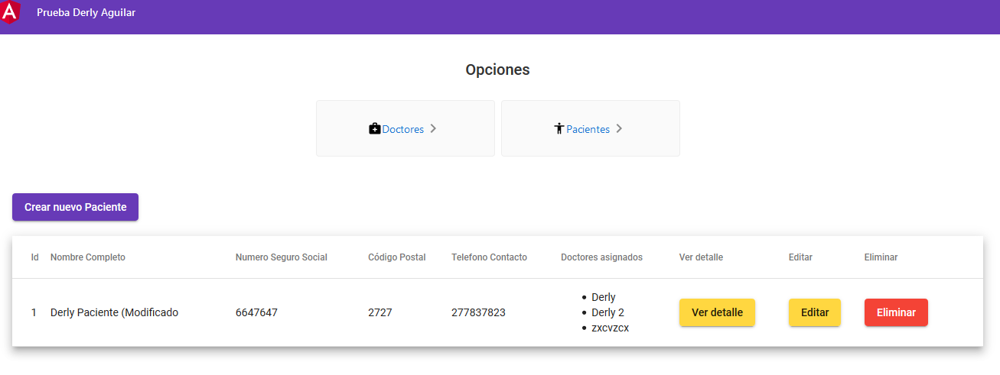 Prueba Derly Aguilar
Opciones
Doctores
Pacientes
Crear nuevo Paciente
Id Nombre Completo Numero Seguro Social Código Postal Telefono Contacto Doctores asignados Ver detalle Editar Eliminar
1 Derly Paciente (Modificado 6647647 2727 277837823
• Derly
• Derly 2
• zxcvzcx
Ver detalle Editar Eliminar